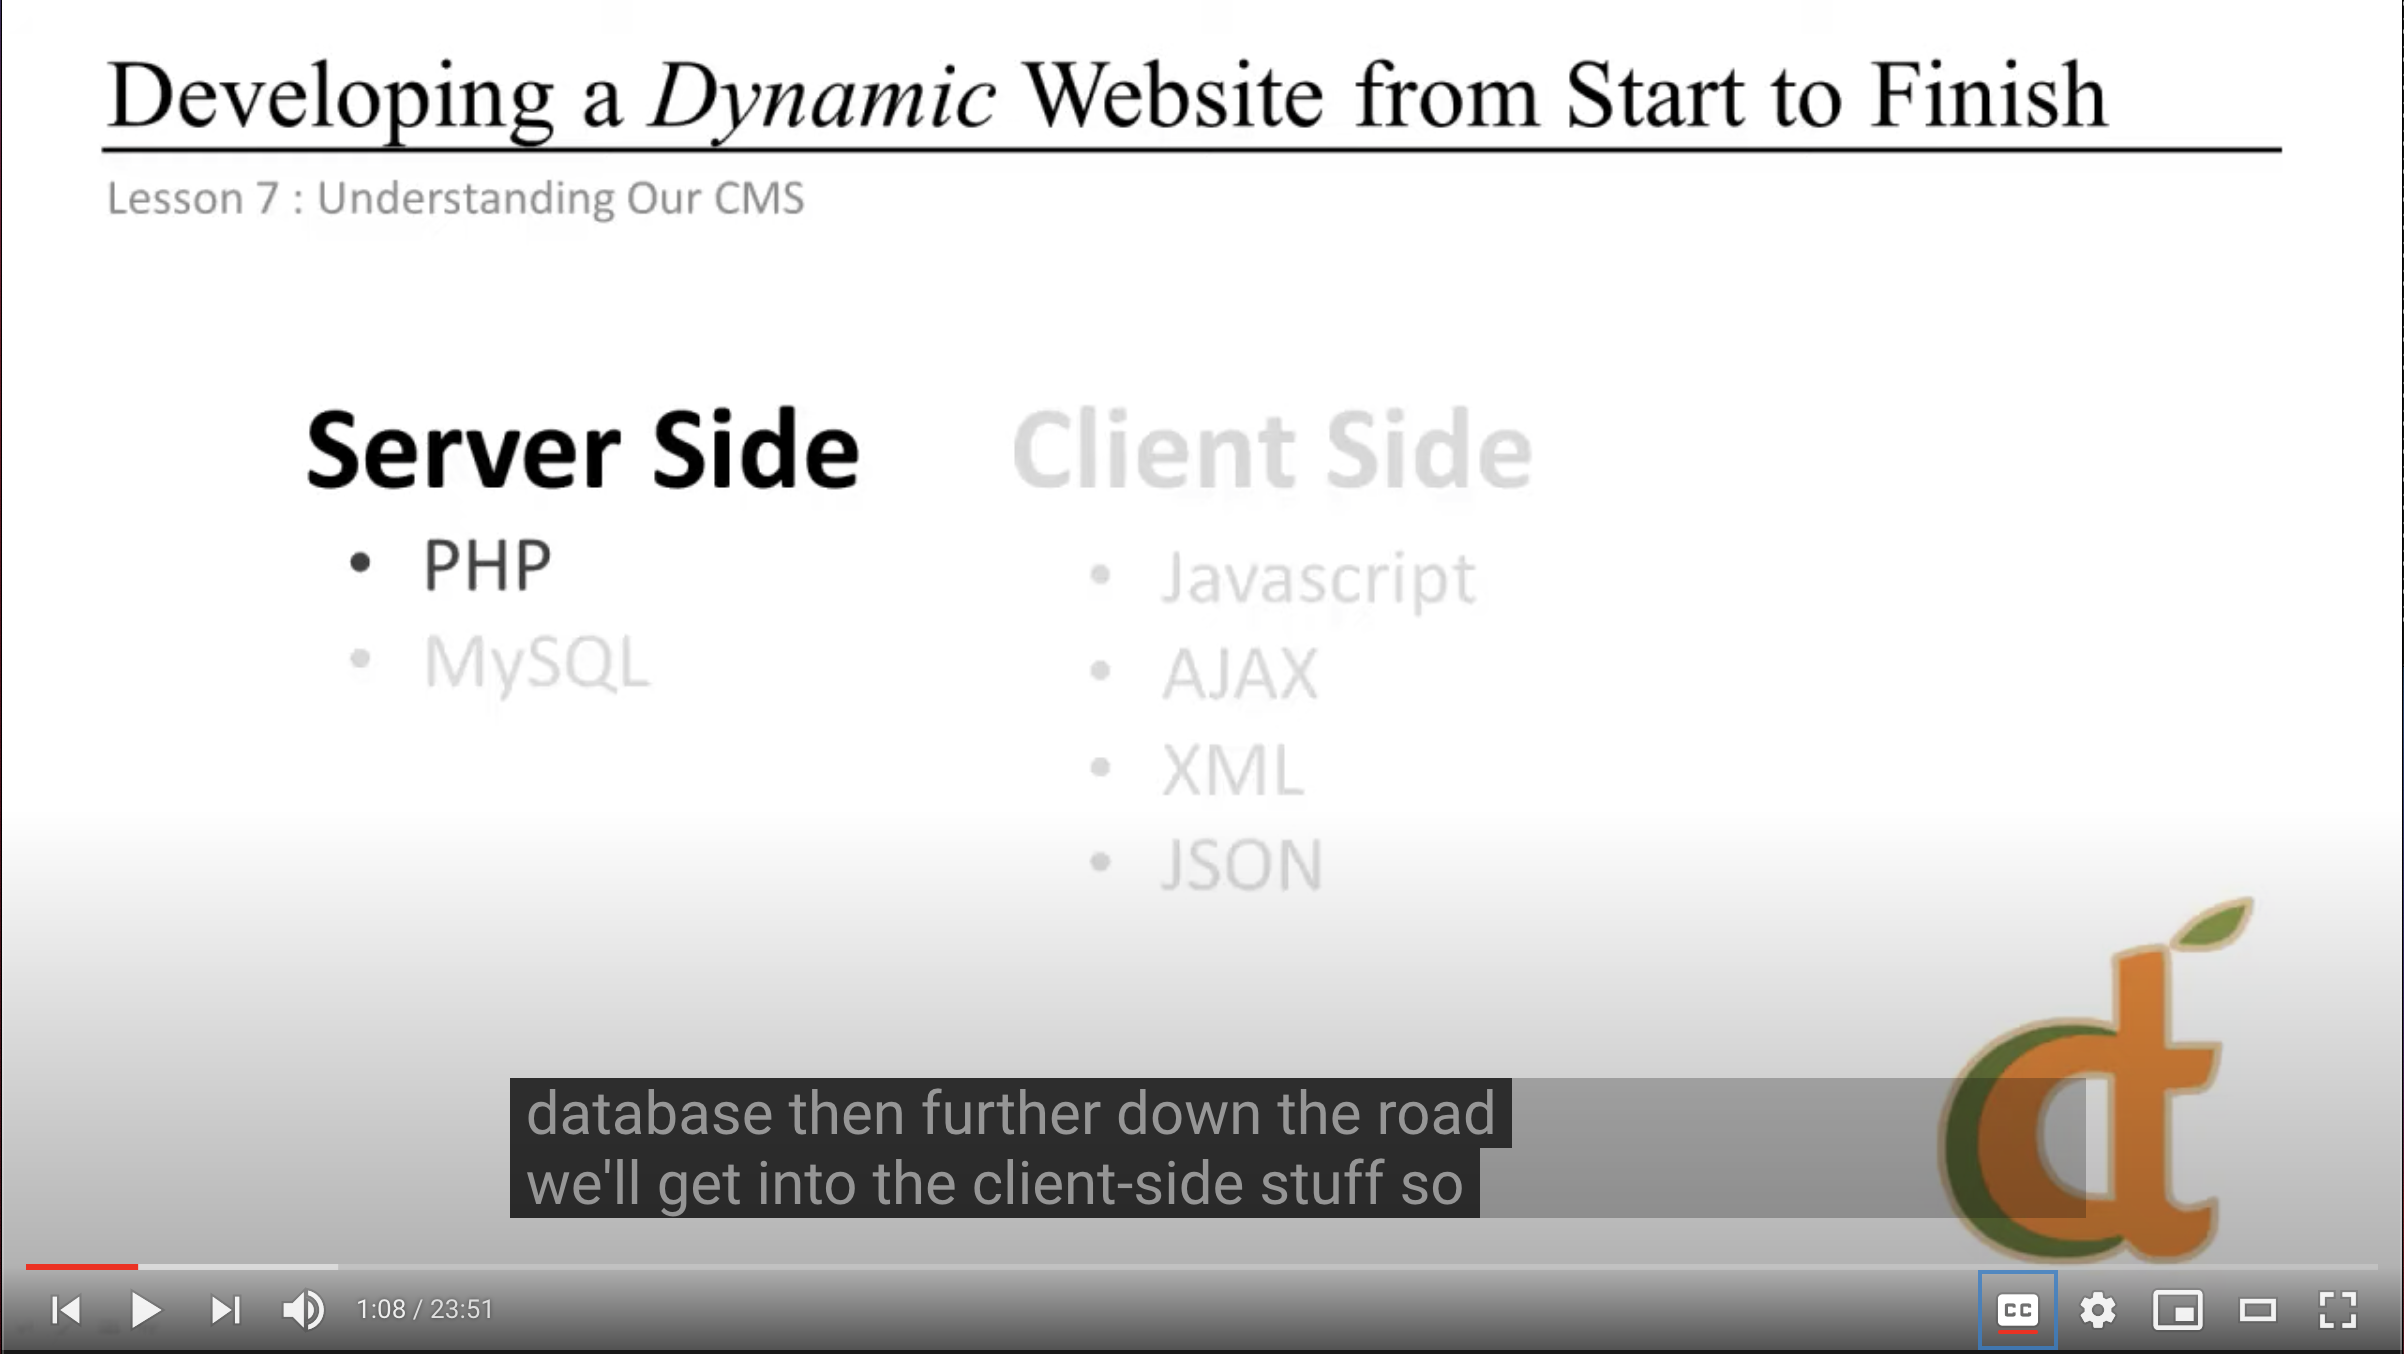 Developing a Dynamic Website from Start to Finish
Lesson 7 : Understanding Our CMS
Server Side
• PHP
• MySQL
Client Side
• Javascript
• AJAX
• XML
• JSON
ct
database then further down the road
we'll get into the client-side stuff so
1:08 / 23:51
CC